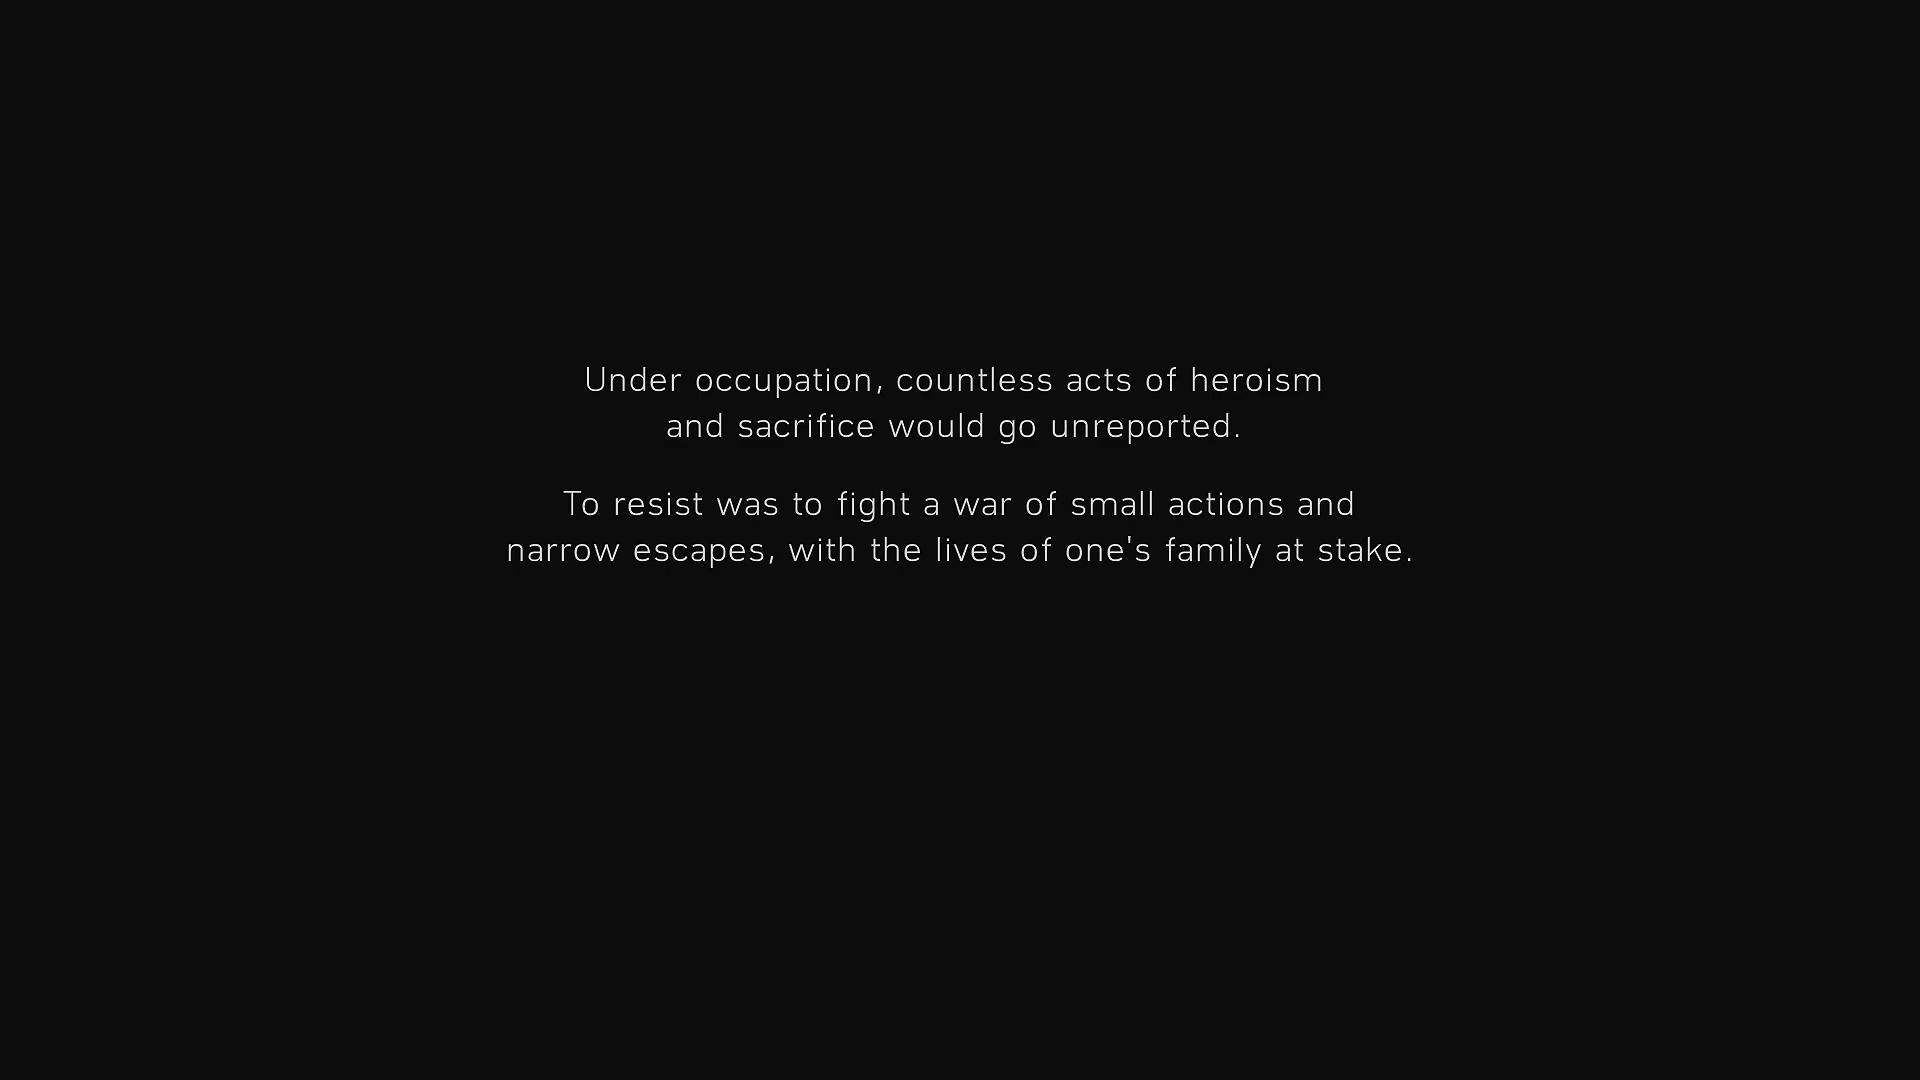 Under occupation, countless acts of heroism
and sacrifice would go unreported.
To resist was to fight a war of small actions and
narrow escapes, with the lives of one's family at stake.